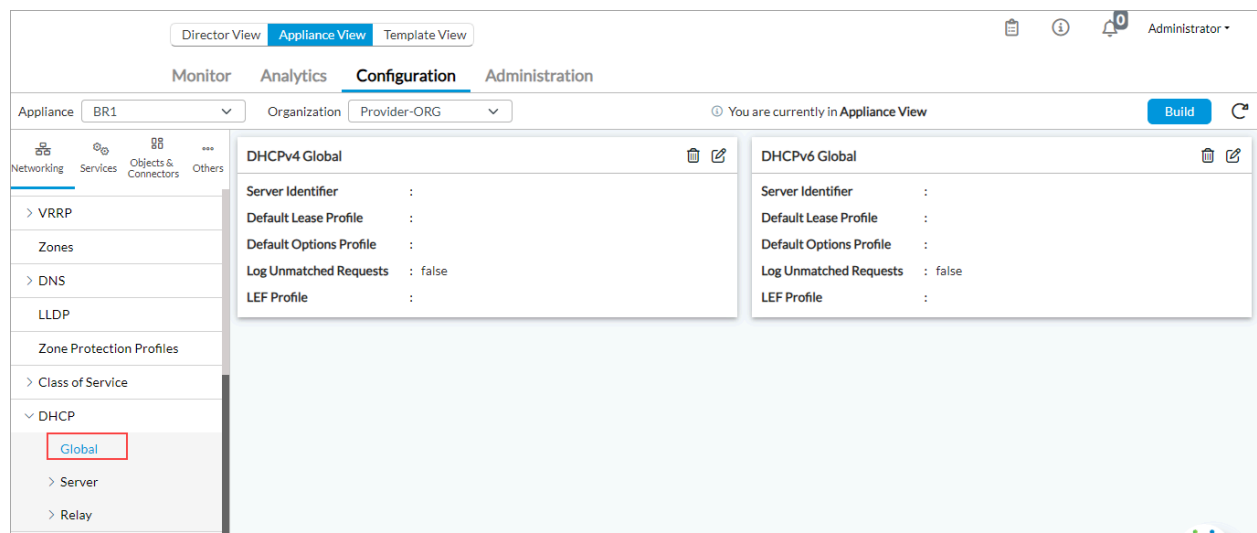 Director View Appliance View Template View 0 Administrator
Monitor Analytics Configuration Administration
Appliance BR1 Organization Provider-ORG You are currently in Appliance View Build
Networking Services Objects & Connectors Others
VRRP
Zones
DNS
LLDP
Zone Protection Profiles
Class of Service
DHCP
Global
Server
Relay
DHCPv4 Global
Server Identifier :
Default Lease Profile :
Default Options Profile :
Log Unmatched Requests : false
LEF Profile :
DHCPv6 Global
Server Identifier :
Default Lease Profile :
Default Options Profile :
Log Unmatched Requests : false
LEF Profile :